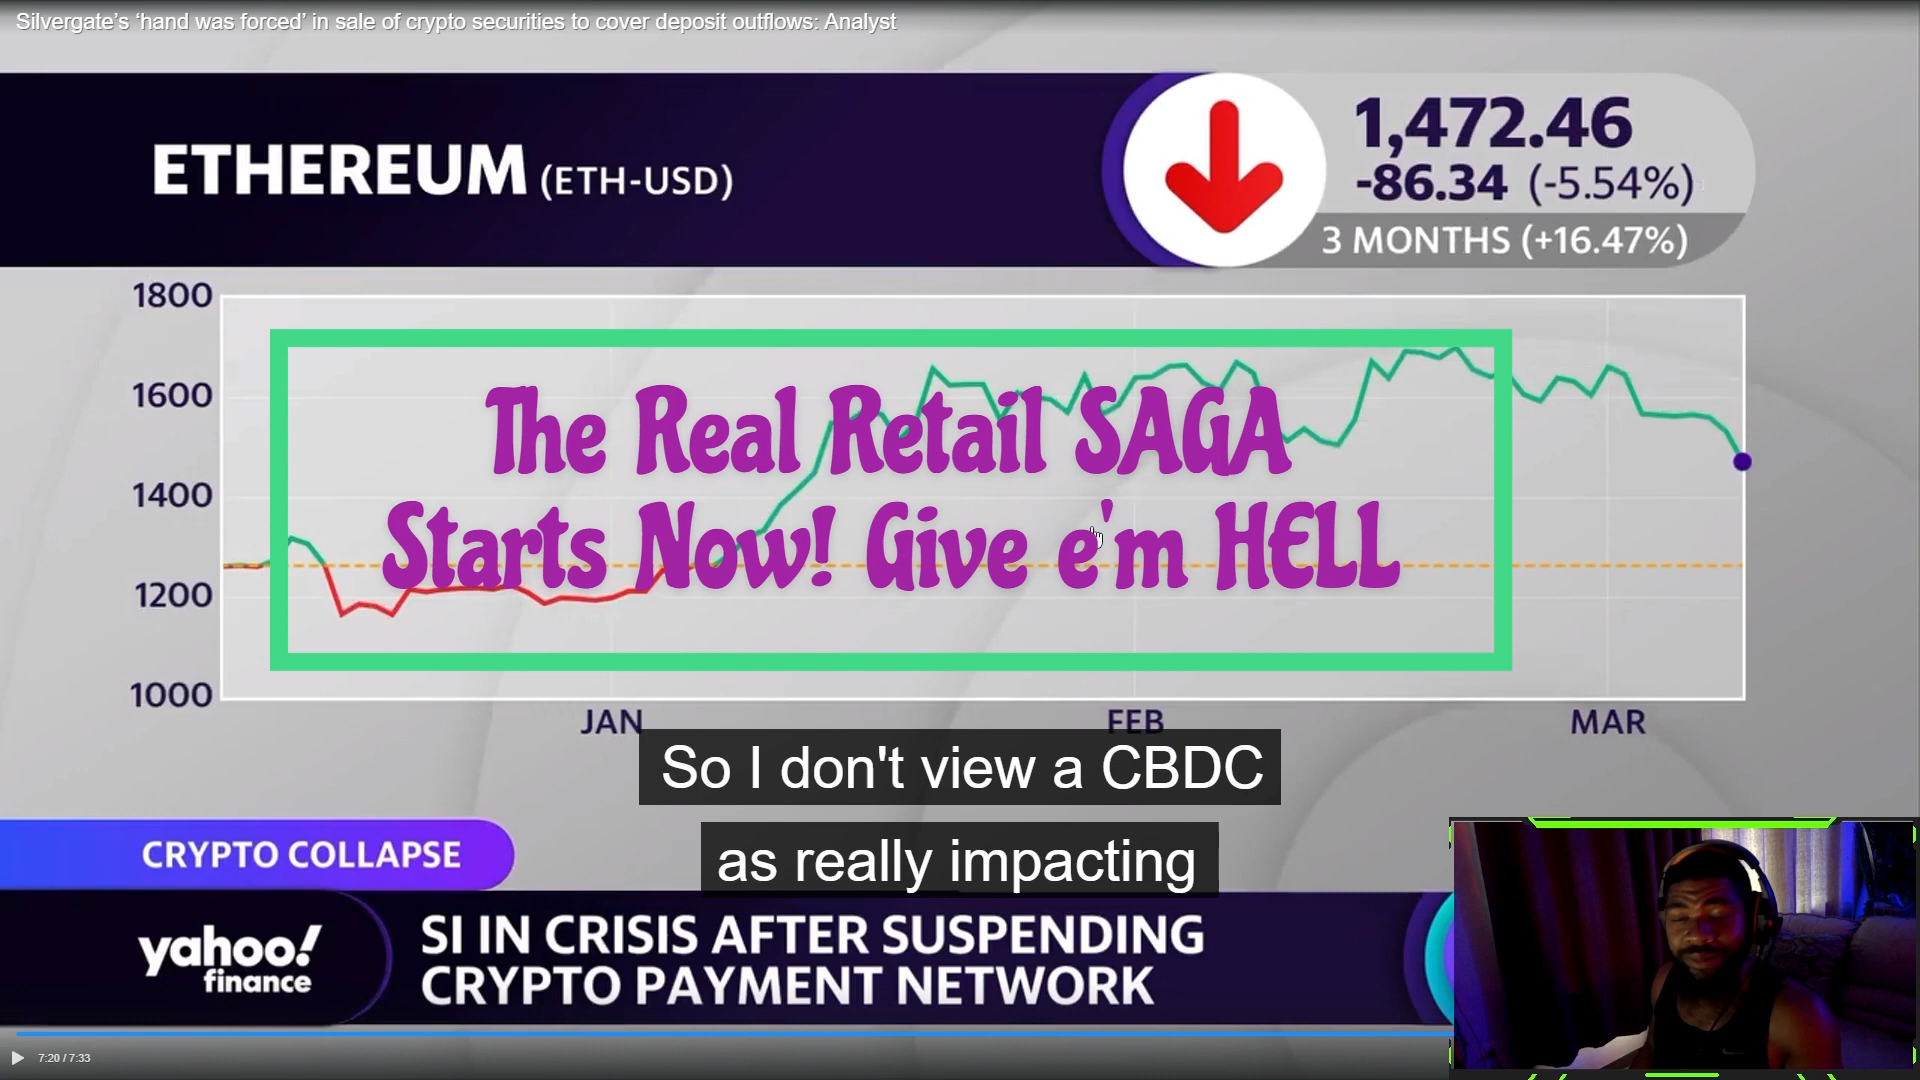 Silvergate's 'hand was forced' in sale of crypto securities to cover deposit outflows: Analyst
ETHEREUM (ETH-USD)
1,472.46
-86.34 (-5.54%)
3 MONTHS (+16.47%)
1800
1600
1400
1200
1000
JAN FEB MAR
The Real Retail SAGA
Starts Now! Give e'm HELL
So I don't view a CBDC
as really impacting
CRYPTO COLLAPSE
yahoo!
finance
SI IN CRISIS AFTER SUSPENDING
CRYPTO PAYMENT NETWORK
7:20 / 7:33